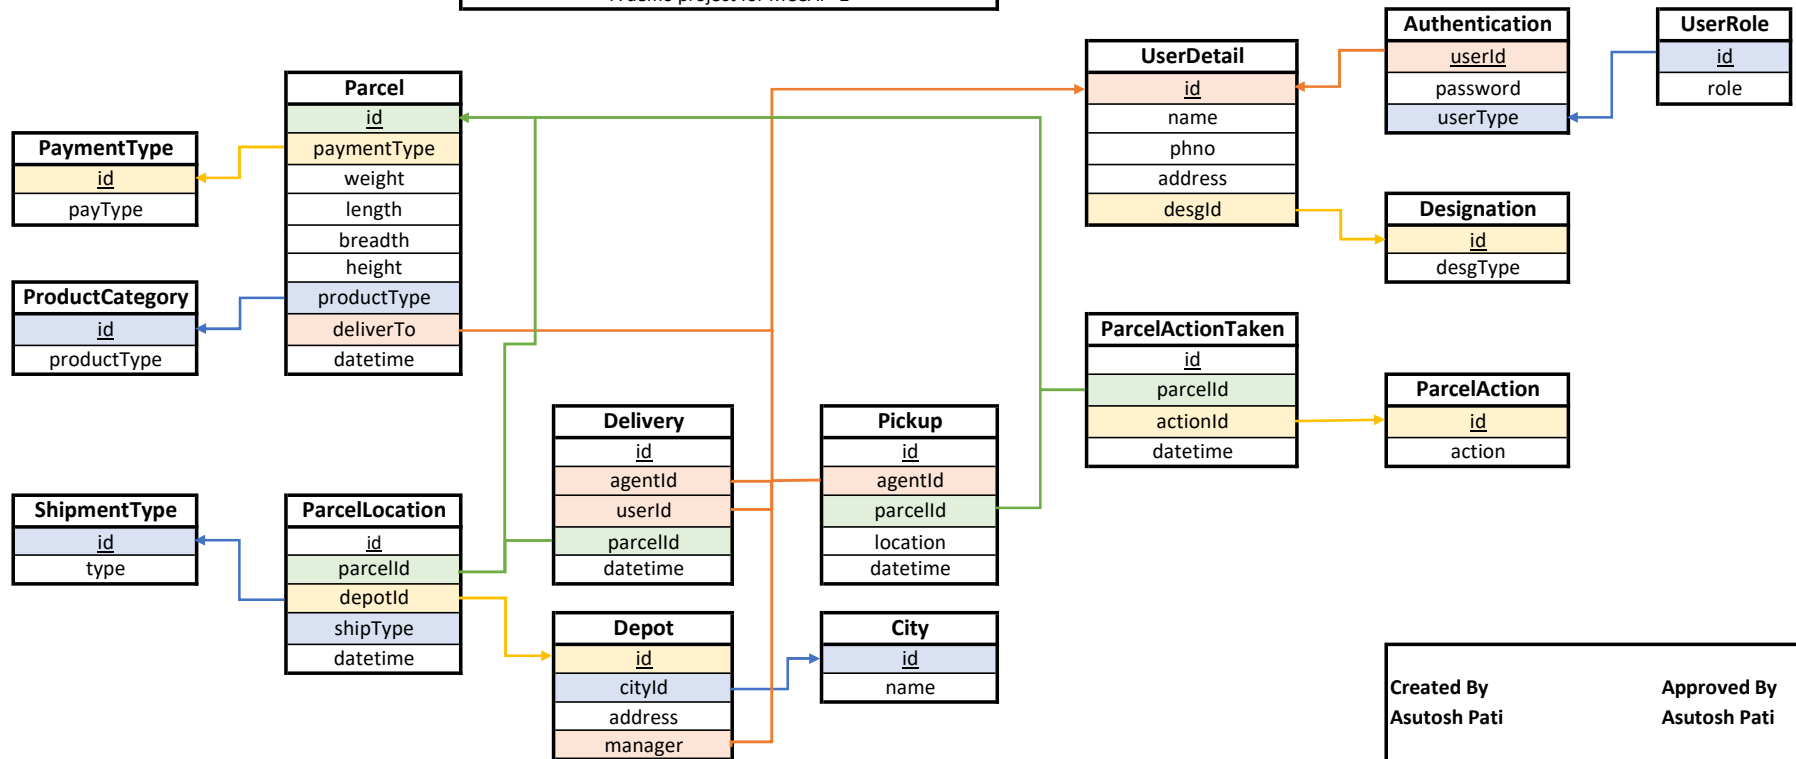 Authentication
userId
password
userType
UserRole
id
role
UserDetail
id
name
phno
address
desgId
Parcel
id
paymentType
weight
length
breadth
height
productType
deliverTo
datetime
PaymentType
id
payType
Designation
id
desgType
ProductCategory
id
productType
ParcelActionTaken
id
parcelId
actionId
datetime
ParcelAction
id
action
Delivery
id
agentId
userId
parcelId
datetime
Pickup
id
agentId
parcelId
location
datetime
ShipmentType
id
type
ParcelLocation
id
parcelId
depotId
shipType
datetime
Depot
id
cityId
address
manager
City
id
name
Created By
Asutosh Pati
Approved By
Asutosh Pati